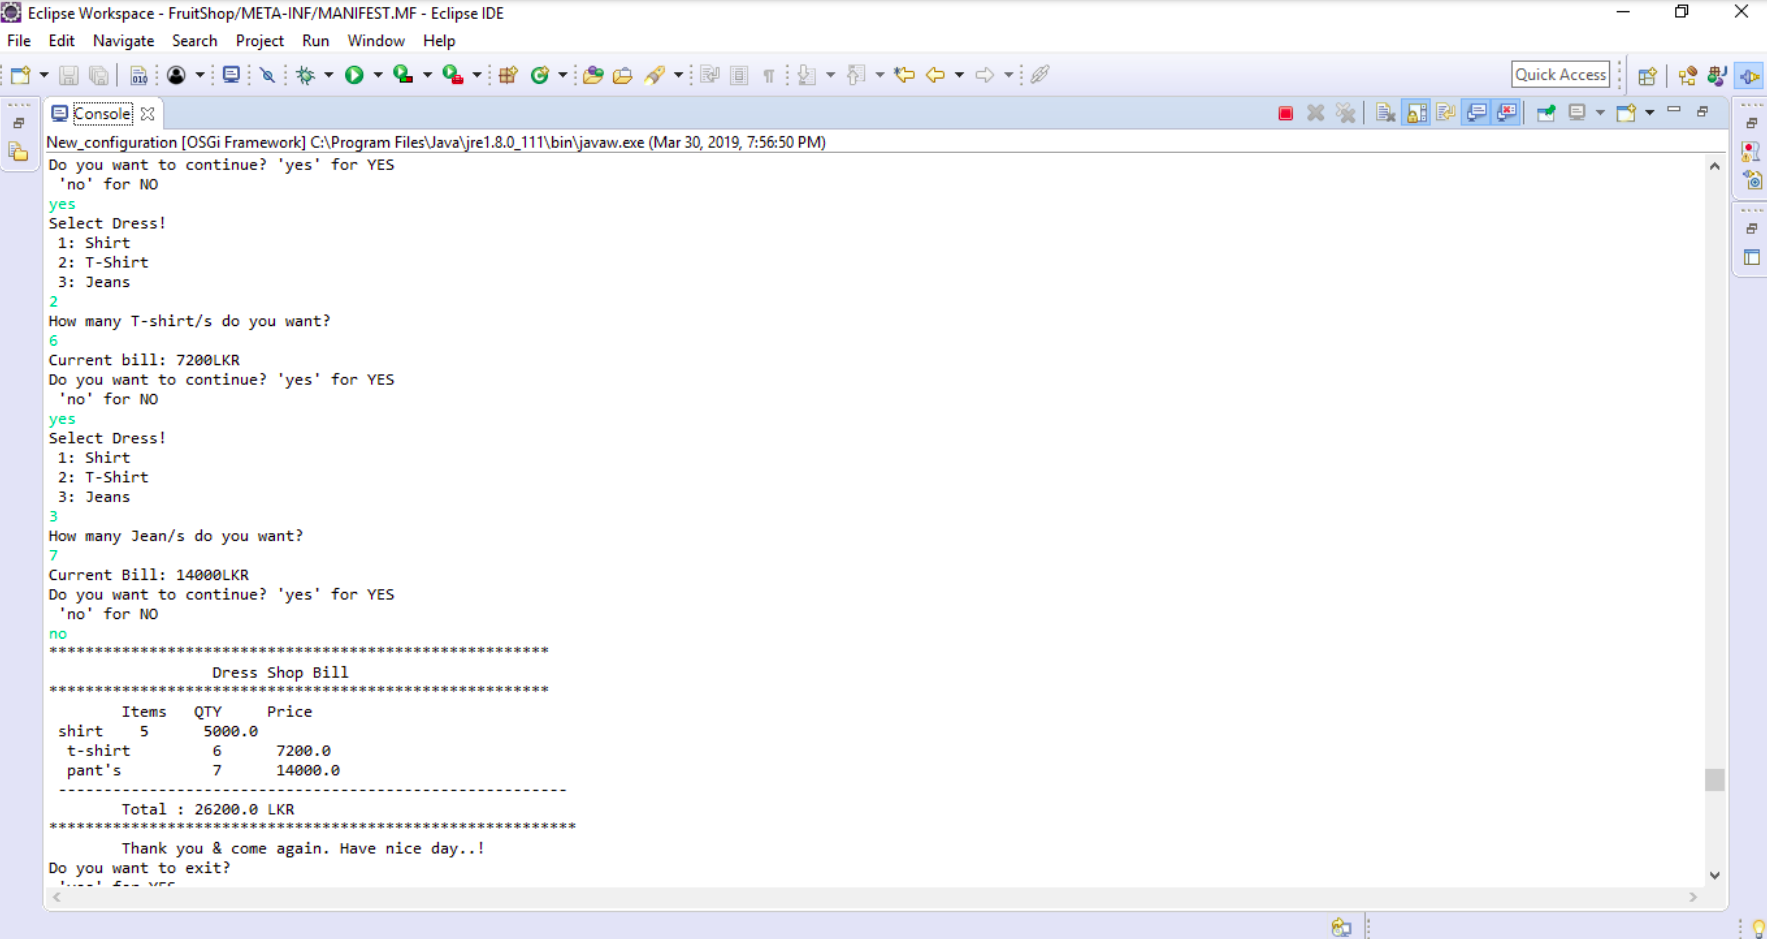 Eclipse Workspace - FruitShop/META-INF/MANIFEST.MF - Eclipse IDE
File Edit Navigate Search Project Run Window Help
Quick Access
Console
New_configuration [OSGi Framework] C:\Program Files\Java\jre1.8.0_111\bin\javaw.exe (Mar 30, 2019, 7:56:50 PM)
Do you want to continue? 'yes' for YES
'no' for NO
yes
Select Dress!
1: Shirt
2: T-Shirt
3: Jeans
2
How many T-shirt/s do you want?
6
Current bill: 7200LKR
Do you want to continue? 'yes' for YES
'no' for NO
yes
Select Dress!
1: Shirt
2: T-Shirt
3: Jeans
3
How many Jean/s do you want?
7
Current Bill: 14000LKR
Do you want to continue? 'yes' for YES
'no' for NO
no
*******************************************************
Dress Shop Bill
*******************************************************
Items QTY Price
shirt 5 5000.0
t-shirt 6 7200.0
pant's 7 14000.0
--------------------------------------------------------
Total : 26200.0 LKR
**********************************************************
Thank you & come again. Have nice day..!
Do you want to exit?
'yes' for YES